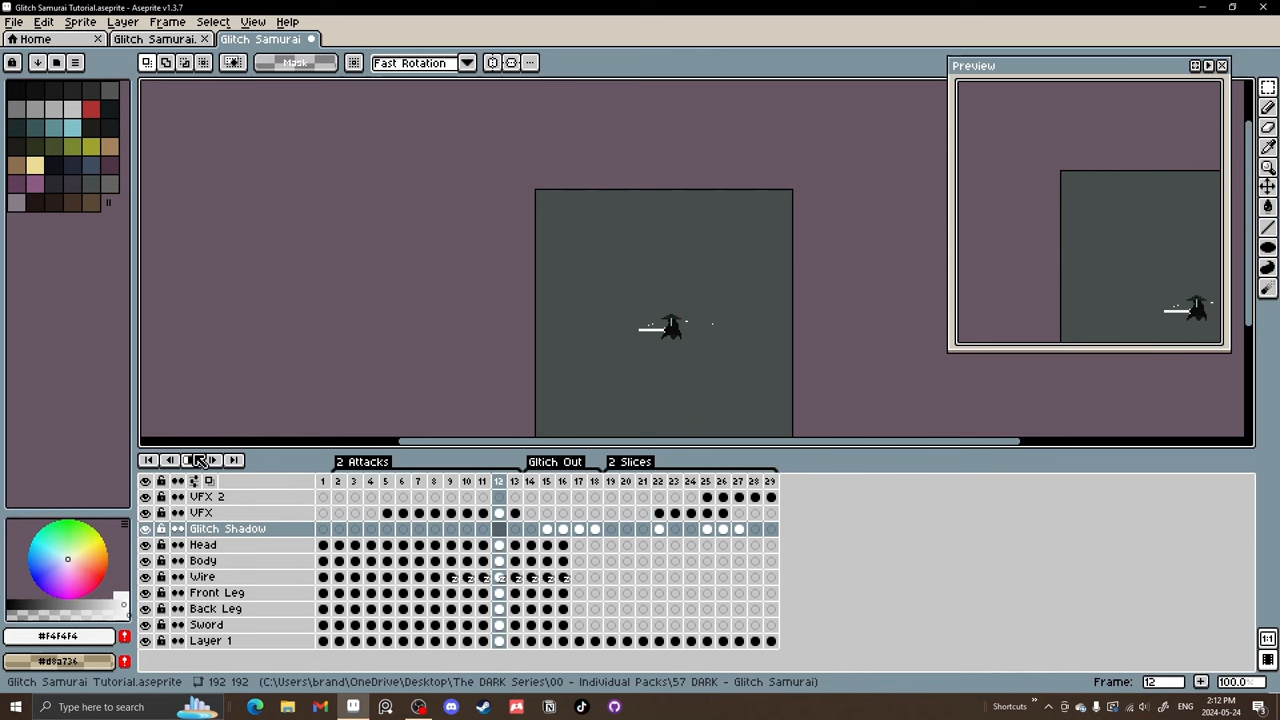 Glitch Samurai Tutorial.aseprite - Aseprite v1.3.7
File Edit Sprite Layer Frame Select View Help
Home Glitch Samurai. Glitch Samurai
Mask Fast Rotation
Preview
2 Attacks Gltich Out 2 Slices
1 2 3 4 5 6 7 8 9 10 11 12 13 14 15 16 17 18 19 20 21 22 23 24 25 26 27 28 29
VFX 2
VFX
Glitch Shadow
Head
Body
Wire
Front Leg
Back Leg
Sword
Layer 1
#f4f4f4
#d8a736
1:1
Glitch Samurai Tutorial.aseprite 192 192 (C:\Users\brand\OneDrive\Desktop\The DARK Series\00 - Individual Packs\57 DARK - Glitch Samurai) Frame: 12 100.0
Type here to search Shortcuts 2:12 PM
2024-05-24